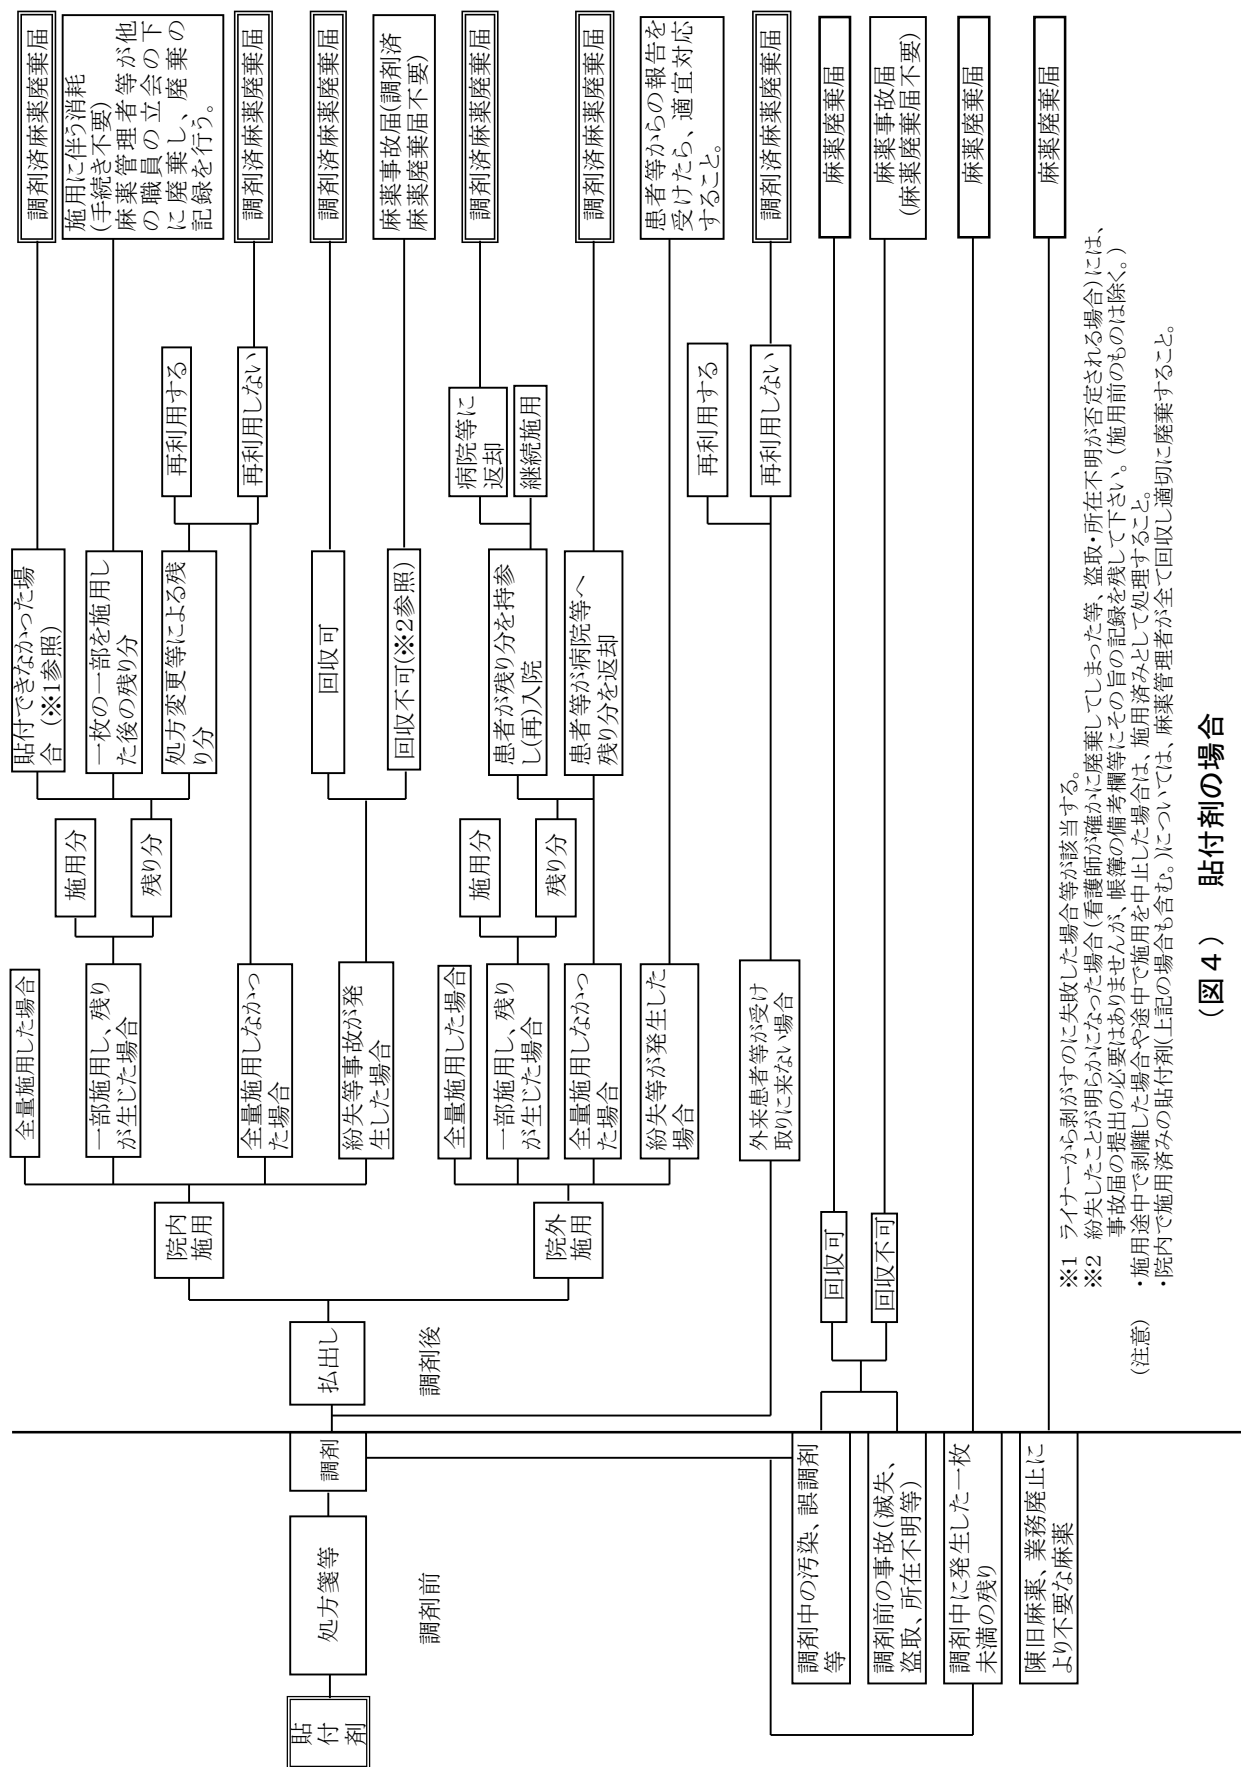 貼
付
剤
処方箋等
調剤
調剤前
払出し
調剤後
院内
施用
全量施用した場合
一部施用し、残り
が生じた場合
施用分
残り分
貼付できなかった場
合（※1参照）
調剤済麻薬廃棄届
一枚の一部を施用し
た後の残り分
施用に伴う消耗
(手続き不要)
麻薬管理者等が他
の職員の立会の下
に廃棄し、廃棄の
記録を行う。
処方変更等による残
り分
再利用する
再利用しない
調剤済麻薬廃棄届
全量施用しなかっ
た場合
紛失等事故が発
生した場合
回収可
調剤済麻薬廃棄届
回収不可(※2参照)
麻薬事故届(調剤済
麻薬廃棄届不要)
院外
施用
全量施用した場合
一部施用し、残り
が生じた場合
施用分
残り分
患者が残り分を持参
し(再)入院
病院等に
返却
調剤済麻薬廃棄届
継続施用
全量施用しなかっ
た場合
患者等が病院等へ
残り分を返却
調剤済麻薬廃棄届
紛失等が発生した
場合
患者等からの報告を
受けたら、適宜対応
すること。
外来患者等が受け
取りに来ない場合
再利用する
再利用しない
調剤済麻薬廃棄届
調剤中の汚染、誤調剤
等
調剤前の事故(滅失、
盗取、所在不明等)
回収可
麻薬廃棄届
回収不可
麻薬事故届
(麻薬廃棄届不要)
調剤中に発生した一枚
未満の残り
麻薬廃棄届
陳旧麻薬、業務廃止に
より不要な麻薬
麻薬廃棄届
※1 ライナーから剥がすのに失敗した場合等が該当する。
※2 紛失したことが明らかになった場合(看護師が確かに廃棄してしまった等、盗取・所在不明が否定される場合)には、
事故届の提出の必要はありませんが、帳簿の備考欄等にその旨の記録を残して下さい。(施用前のものは除く。)
(注意) ・施用途中で剥離した場合や途中で施用を中止した場合は、施用済みとして処理すること。
・院内で施用済みの貼付剤(上記の場合も含む。)については、麻薬管理者が全て回収し適切に廃棄すること。
(図４) 貼付剤の場合